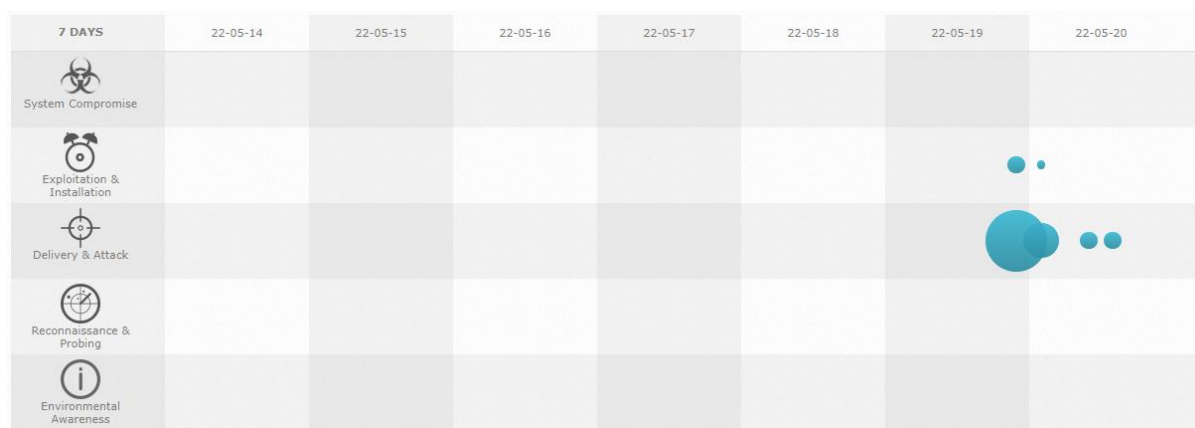 7 DAYS 22-05-14 22-05-15 22-05-16 22-05-17 22-05-18 22-05-19 22-05-20
System Compromise
Exploitation &
Installation
Delivery & Attack
Reconnaissance &
Probing
Environmental
Awareness